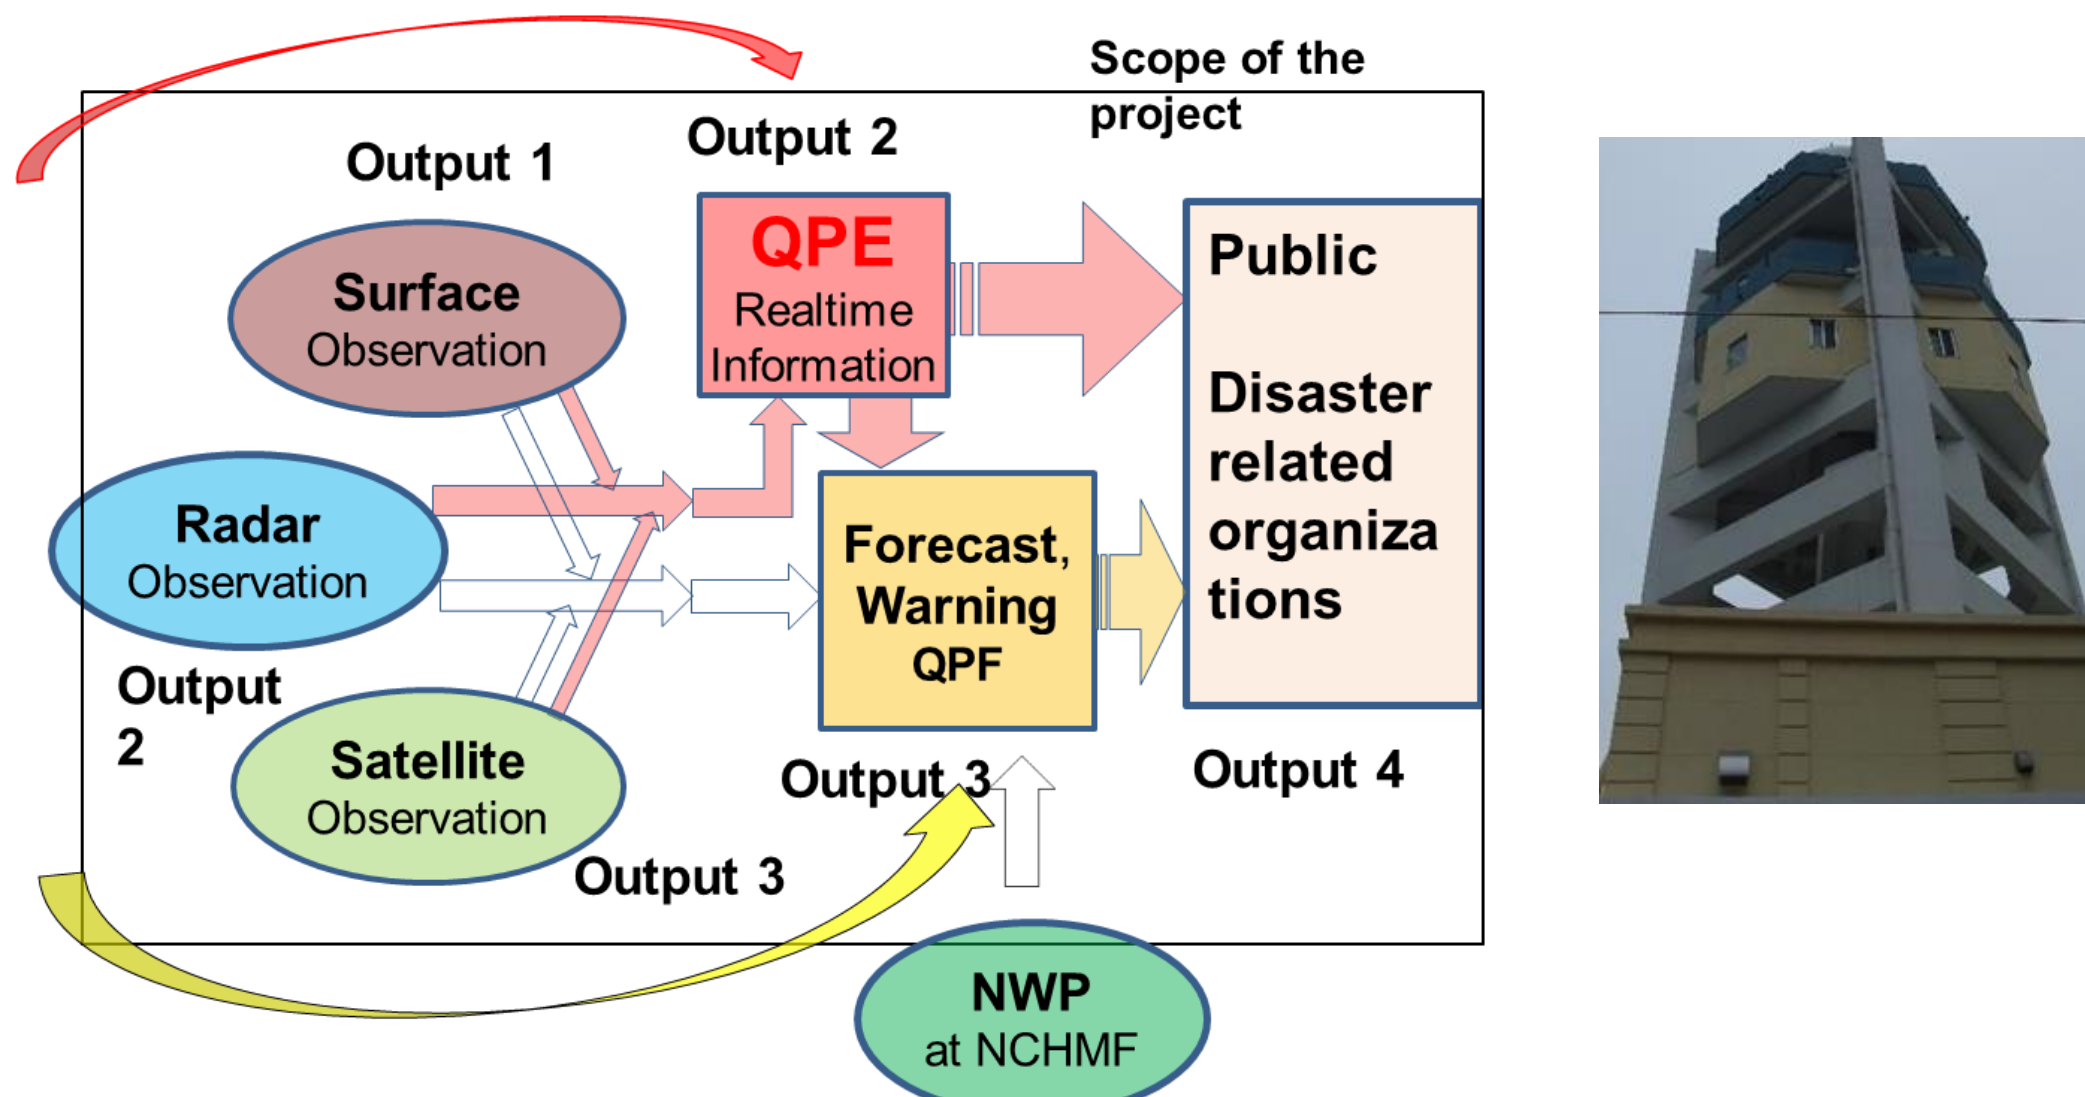 Scope of the
project
Output 1
Output 2
Surface
Observation
QPE
Realtime
Information
Public
Disaster
related
organiza
tions
Radar
Observation
Output
2
Forecast,
Warning
QPF
Satellite
Observation
Output 3
Output 3
Output 4
NWP
at NCHMF